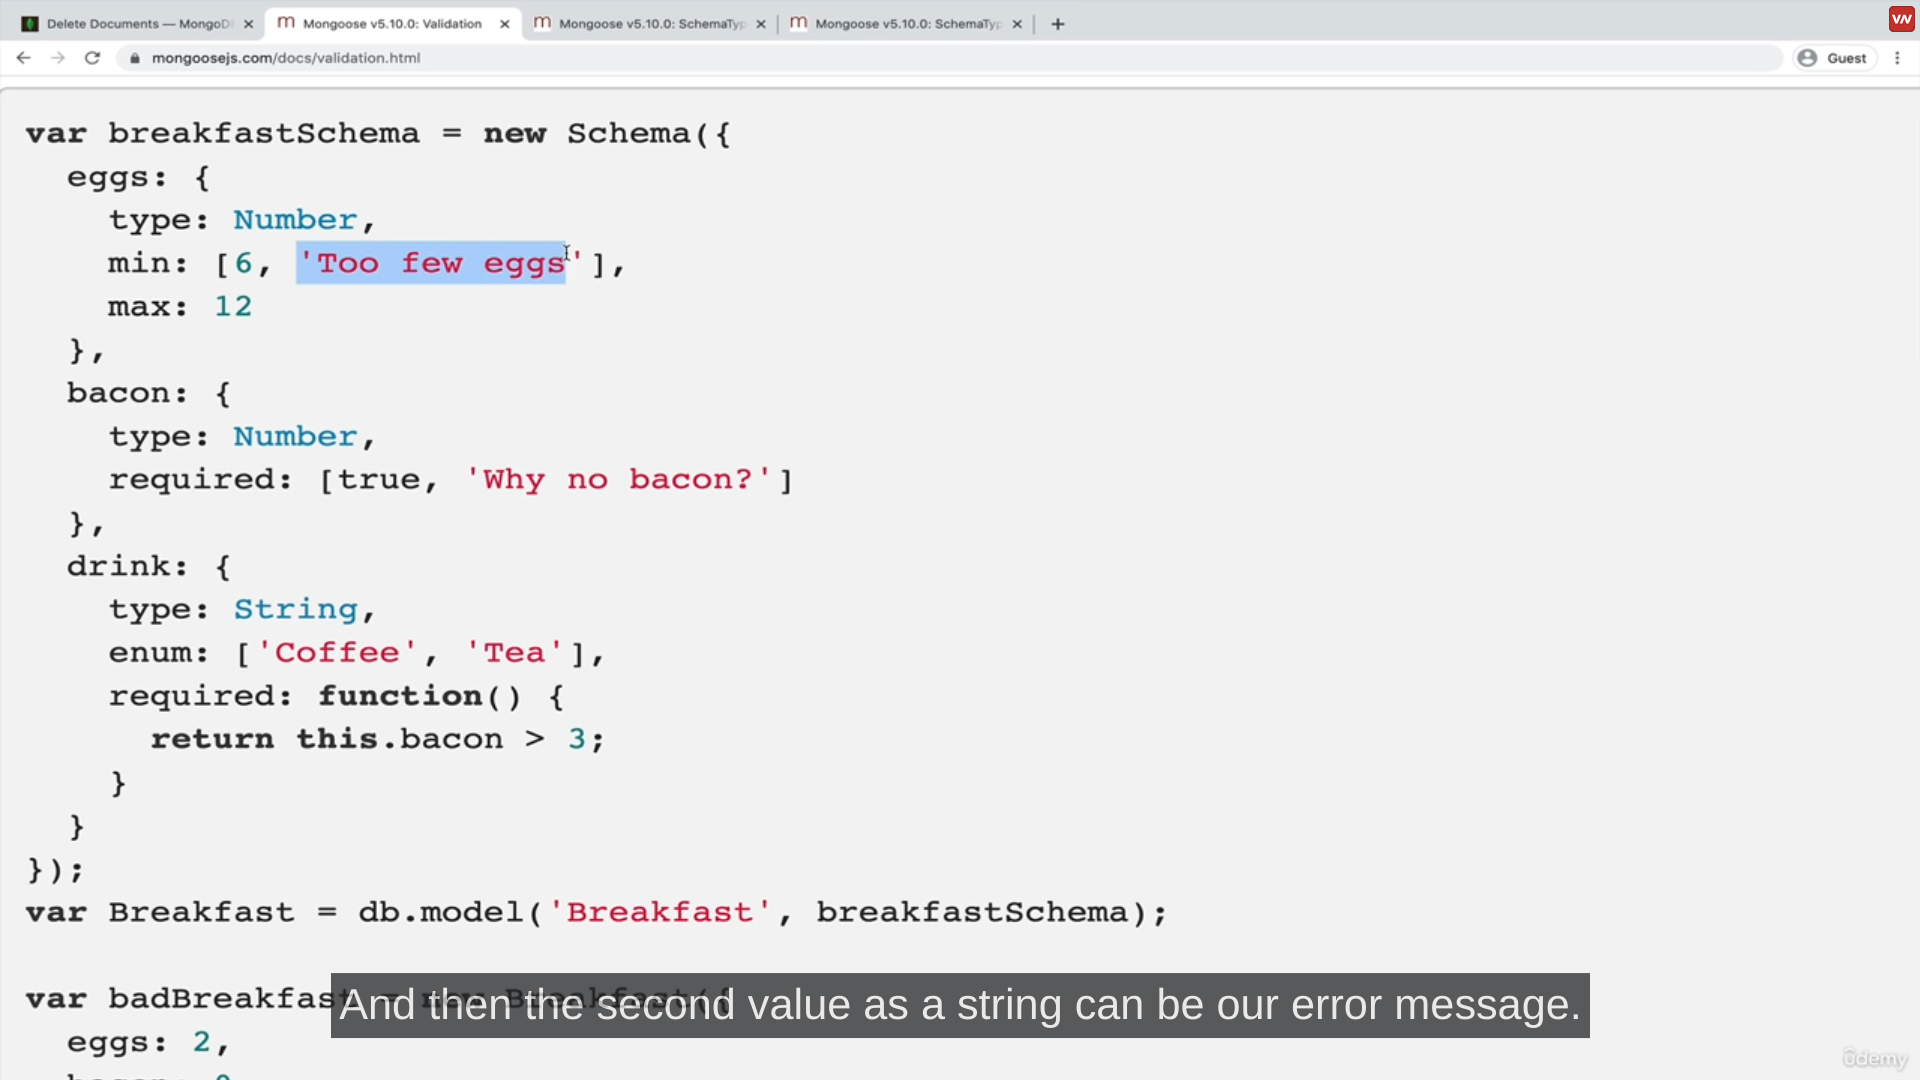 Delete Documents — MongoD
Mongoose v5.10.0: Validation
Mongoose v5.10.0: SchemaTyp
Mongoose v5.10.0: SchemaTyp
mongoosejs.com/docs/validation.html
Guest
var breakfastSchema = new Schema({
eggs: {
type: Number,
min: [6, 'Too few eggs'],
max: 12
},
bacon: {
type: Number,
required: [true, 'Why no bacon?']
},
drink: {
type: String,
enum: ['Coffee', 'Tea'],
required: function() {
return this.bacon > 3;
}
}
});
var Breakfast = db.model('Breakfast', breakfastSchema);
var badBreakfast = new Breakfast({
And then the second value as a string can be our error message.
eggs: 2,
ûdemy